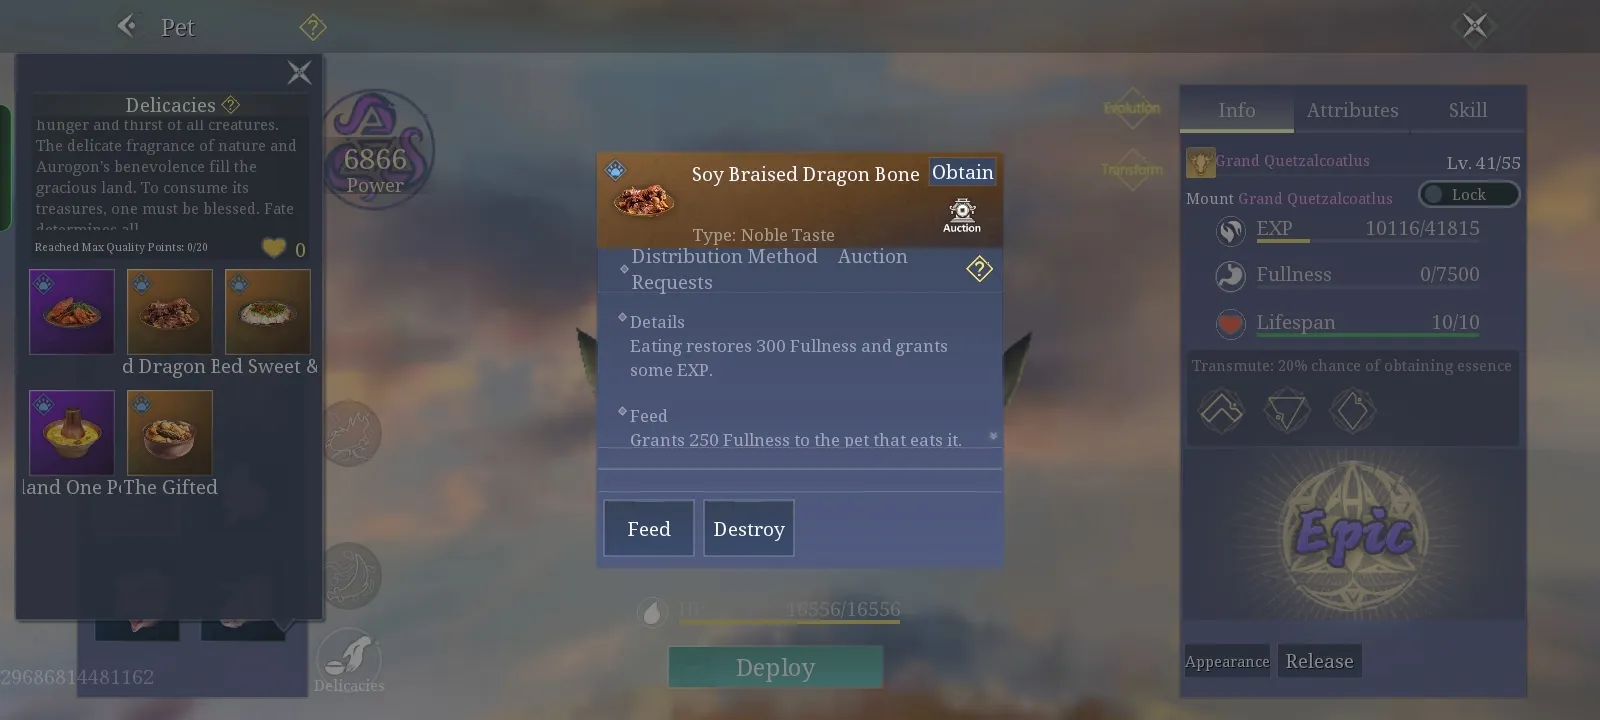 Pet
?
Delicacies ?
hunger and thirst of all creatures.
The delicate fragrance of nature and
Aurogon's benevolence fill the
gracious land. To consume its
treasures, one must be blessed. Fate
determines all
Reached Max Quality Points: 0/20
0
d Dragon B
ed Sweet &
land One P
The Gifted
6866
Power
Soy Braised Dragon Bone
Obtain
Auction
Type: Noble Taste
Distribution Method Auction
Requests
?
Details
Eating restores 300 Fullness and grants
some EXP.
Feed
Grants 250 Fullness to the pet that eats it.
Feed
Destroy
HP
16556/16556
Deploy
Delicacies
29686814481162
Evolution
Transform
Info
Attributes
Skill
Grand Quetzalcoatlus
Lv. 41/55
Mount Grand Quetzalcoatlus
Lock
EXP 10116/41815
Fullness 0/7500
Lifespan 10/10
Transmute: 20% chance of obtaining essence
Epic
Appearance
Release